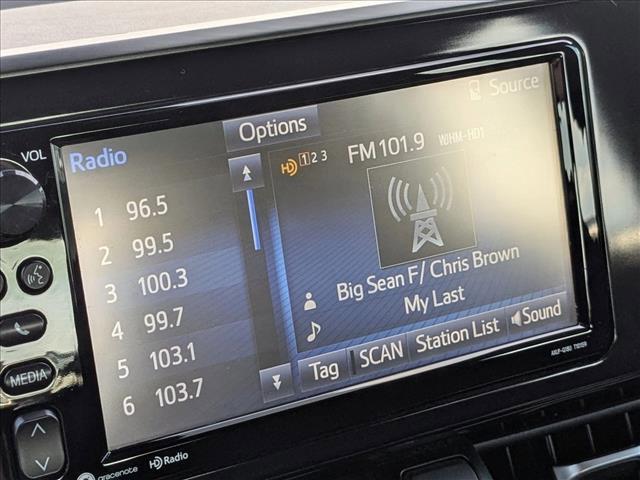 VOL
Radio
Options
Source
1 96.5
2 99.5
3 100.3
4 99.7
5 103.1
6 103.7
HD 1 2 3
FM 101.9 WJHM-HD1
Big Sean F/ Chris Brown
My Last
Tag SCAN Station List Sound
MEDIA
gracenote HD Radio